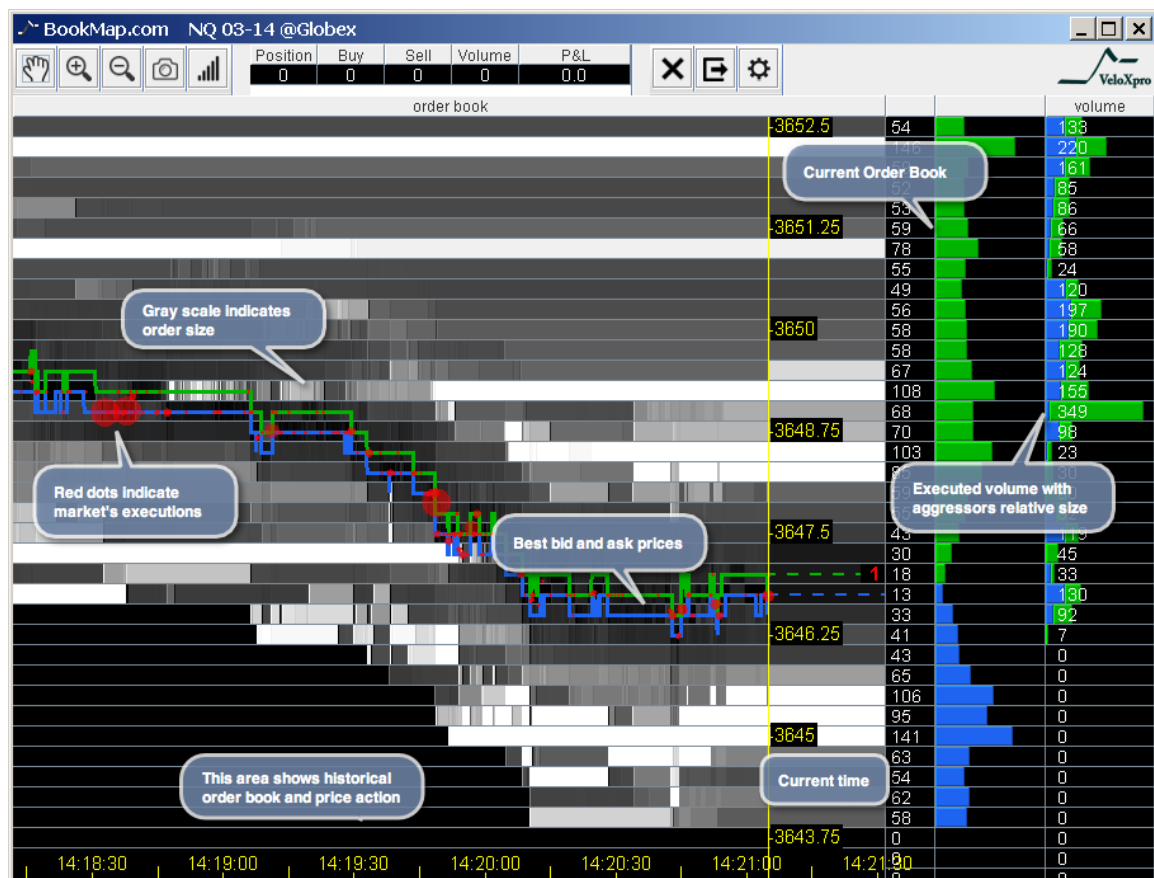 BookMap.com NQ 03-14 @Globex
Position Buy Sell Volume P&L
0 0 0 0 0.0
VeloXpro
order book volume
3652.5 54 133
146 220
Current Order Book
161
52 85
53 86
3651.25 59 66
78 58
55 24
49 120
Gray scale indicates
order size
56 197
3650 58 190
58 128
67 124
108 155
68 349
3648.75 70 98
103 23
Red dots indicate
market's executions
Executed volume with
aggressors relative size
3647.5 43 119
Best bid and ask prices
30 45
1 18 33
13 130
33 92
3646.25 41 7
43 0
65 0
106 0
95 0
3645 141 0
63 0
This area shows historical
order book and price action
Current time
54 0
62 0
58 0
3643.75 0 0
14:18:30 14:19:00 14:19:30 14:20:00 14:20:30 14:21:00